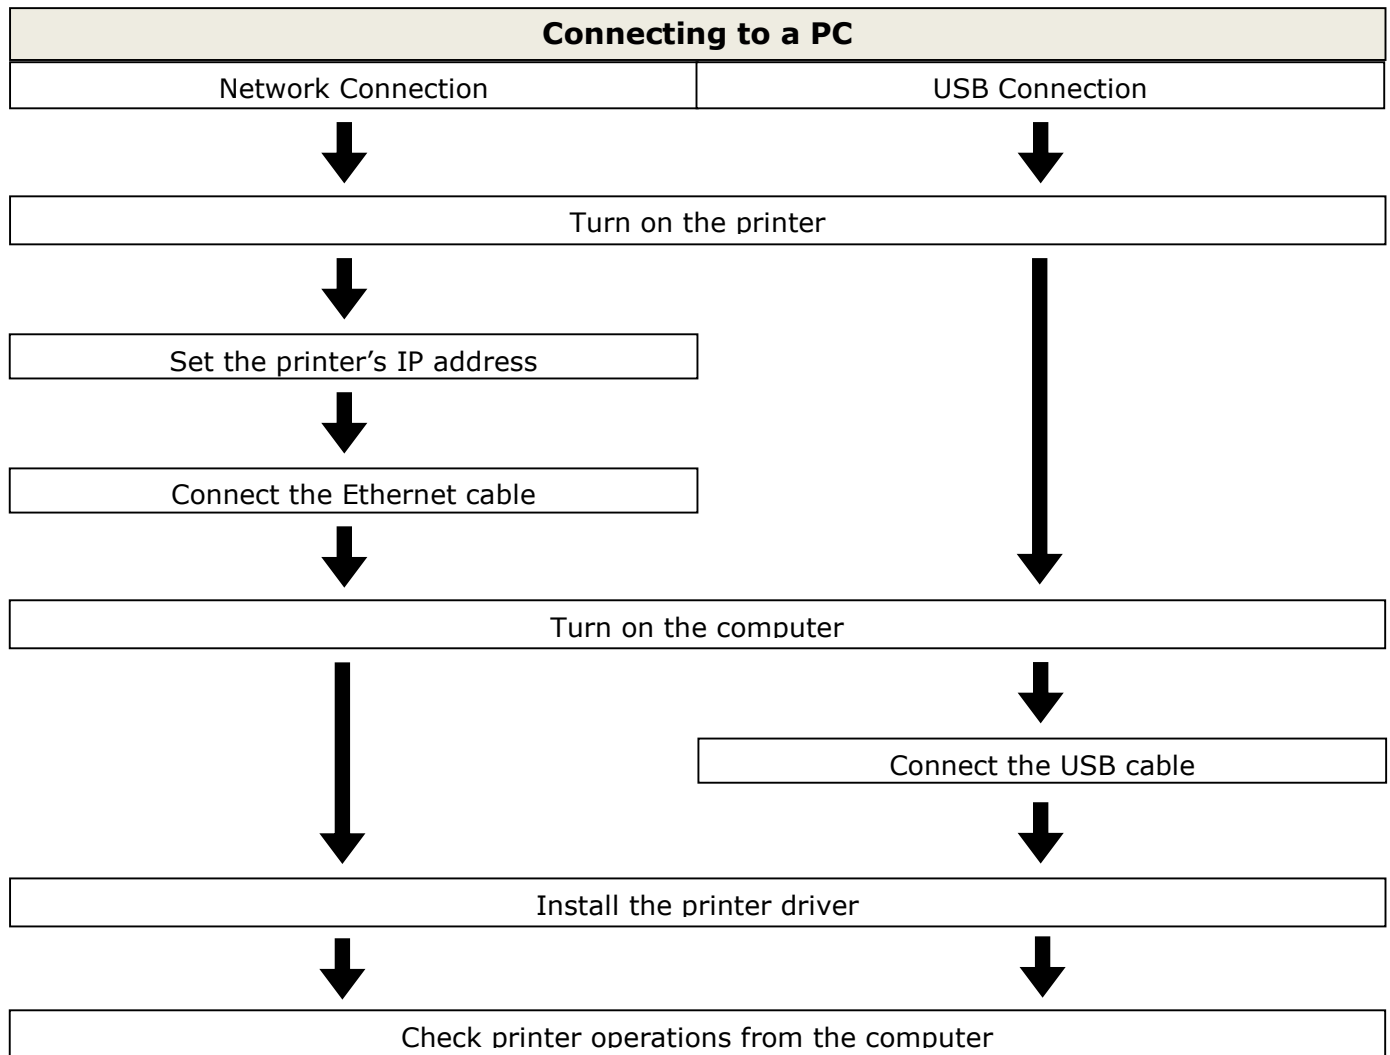 Connecting to a PC
Network Connection
USB Connection
Turn on the printer
Set the printer’s IP address
Connect the Ethernet cable
Turn on the computer
Connect the USB cable
Install the printer driver
Check printer operations from the computer